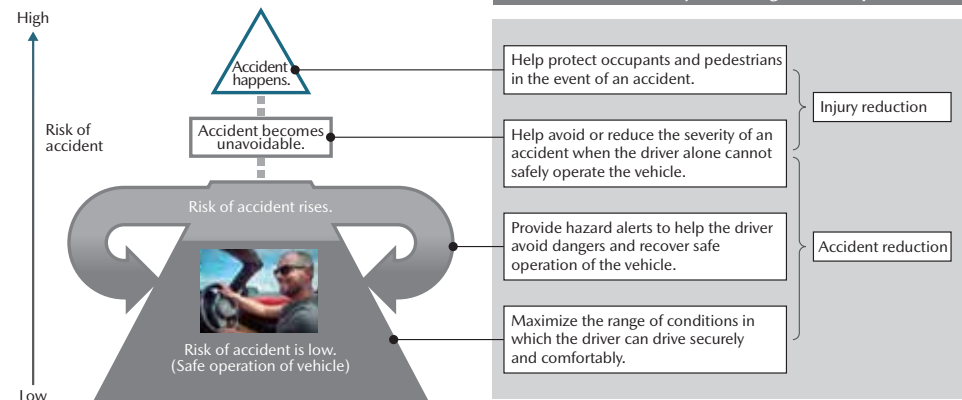 High
Risk of
accident
Low
Accident
happens.
Accident becomes
unavoidable.
Risk of accident rises.
Risk of accident is low.
(Safe operation of vehicle)
Help protect occupants and pedestrians
in the event of an accident.
Help avoid or reduce the severity of an
accident when the driver alone cannot
safely operate the vehicle.
Provide hazard alerts to help the driver
avoid dangers and recover safe
operation of the vehicle.
Maximize the range of conditions in
which the driver can drive securely
and comfortably.
Injury reduction
Accident reduction